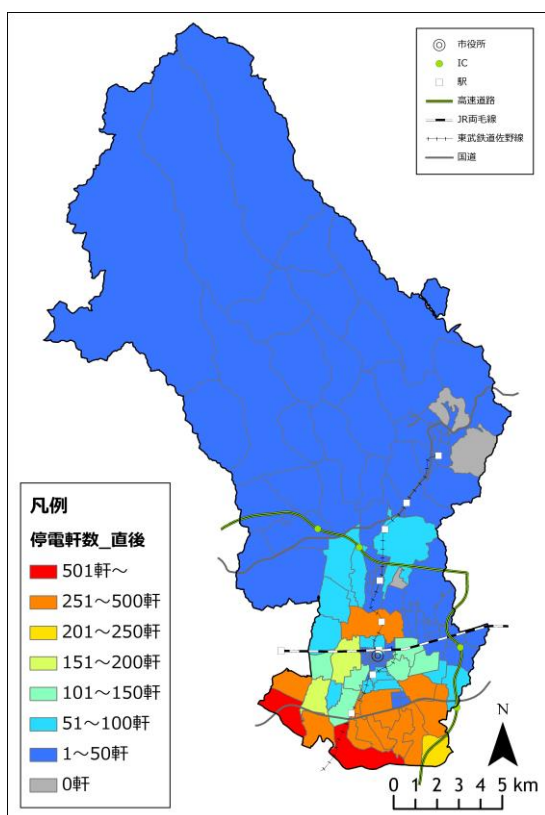 市役所
IC
駅
高速道路
JR両毛線
東武鉄道佐野線
国道
凡例
停電軒数_直後
501軒～
251～500軒
201～250軒
151～200軒
101～150軒
51～100軒
1～50軒
0軒
N
0 1 2 3 4 5 km